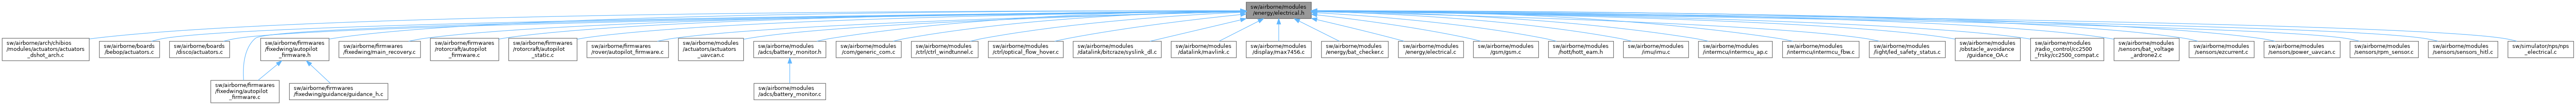 sw/airborne/modules
/energy/electrical.h
sw/airborne/arch/chibios
/modules/actuators/actuators
_dshot_arch.c
sw/airborne/boards
/bebop/actuators.c
sw/airborne/boards
/disco/actuators.c
sw/airborne/firmwares
/fixedwing/autopilot
_firmware.h
sw/airborne/firmwares
/fixedwing/main_recovery.c
sw/airborne/firmwares
/rotorcraft/autopilot
_firmware.c
sw/airborne/firmwares
/rotorcraft/autopilot
_static.c
sw/airborne/firmwares
/rover/autopilot_firmware.c
sw/airborne/modules
/actuators/actuators
_uavcan.c
sw/airborne/modules
/adcs/battery_monitor.h
sw/airborne/modules
/com/generic_com.c
sw/airborne/modules
/ctrl/ctrl_windtunnel.c
sw/airborne/modules
/ctrl/optical_flow_hover.c
sw/airborne/modules
/datalink/bitcraze/syslink_dl.c
sw/airborne/modules
/datalink/mavlink.c
sw/airborne/modules
/display/max7456.c
sw/airborne/modules
/energy/bat_checker.c
sw/airborne/modules
/energy/electrical.c
sw/airborne/modules
/gsm/gsm.c
sw/airborne/modules
/hott/hott_eam.h
sw/airborne/modules
/imu/imu.c
sw/airborne/modules
/intermcu/intermcu_ap.c
sw/airborne/modules
/intermcu/intermcu_fbw.c
sw/airborne/modules
/light/led_safety_status.c
sw/airborne/modules
/obstacle_avoidance
/guidance_OA.c
sw/airborne/modules
/radio_control/cc2500
_frsky/cc2500_compat.c
sw/airborne/modules
/sensors/bat_voltage
_ardrone2.c
sw/airborne/modules
/sensors/ezcurrent.c
sw/airborne/modules
/sensors/power_uavcan.c
sw/airborne/modules
/sensors/rpm_sensor.c
sw/airborne/modules
/sensors/sensors_hitl.c
sw/simulator/nps/nps
_electrical.c
sw/airborne/firmwares
/fixedwing/autopilot
_firmware.c
sw/airborne/firmwares
/fixedwing/guidance/guidance_h.c
sw/airborne/modules
/adcs/battery_monitor.c